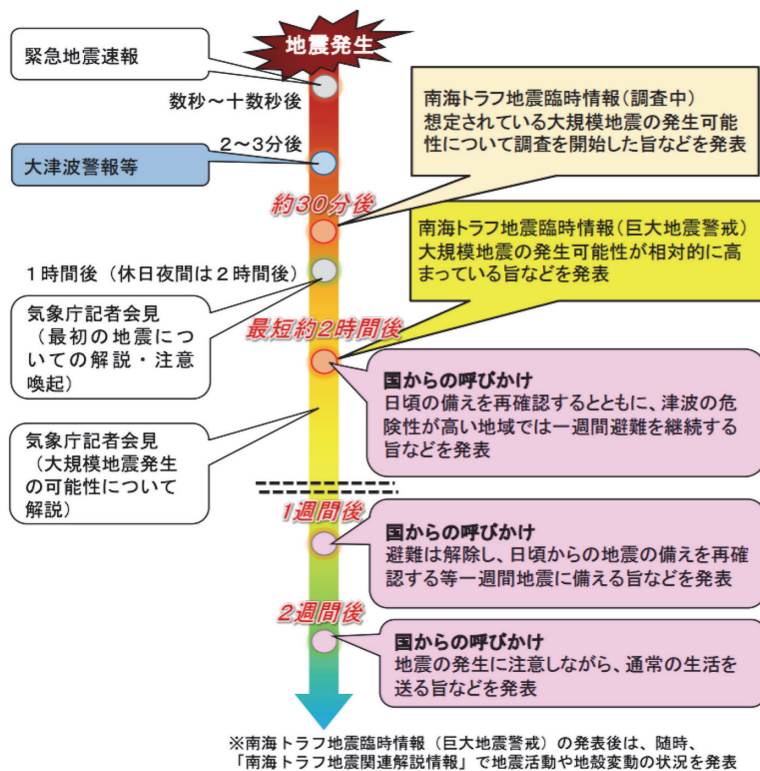 地震発生
緊急地震速報
数秒～十数秒後
2～3分後
大津波警報等
約30分後
南海トラフ地震臨時情報(調査中)
想定されている大規模地震の発生可能
性について調査を開始した旨などを発表
1時間後（休日夜間は２時間後）
南海トラフ地震臨時情報(巨大地震警戒)
大規模地震の発生可能性が相対的に高
まっている旨などを発表
気象庁記者会見
（最初の地震につ
いての解説・注意
喚起）
最短約2時間後
国からの呼びかけ
日頃の備えを再確認するとともに、津波の危
険性が高い地域では一週間避難を継続する
旨などを発表
気象庁記者会見
（大規模地震発生
の可能性について
解説）
1週間後
国からの呼びかけ
避難は解除し、日頃からの地震の備えを再確
認する等一週間地震に備える旨などを発表
2週間後
国からの呼びかけ
地震の発生に注意しながら、通常の生活を
送る旨などを発表
※南海トラフ地震臨時情報（巨大地震警戒）の発表後は、随時、
「南海トラフ地震関連解説情報」で地震活動や地殻変動の状況を発表